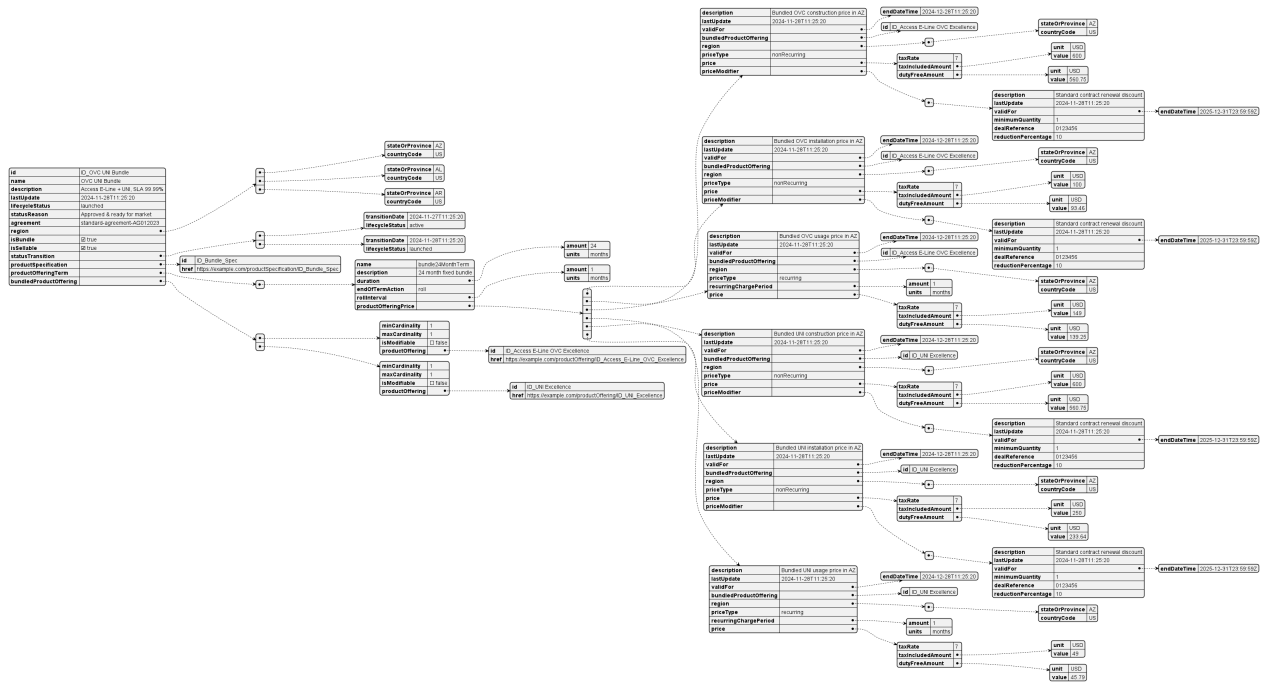 id ID_OVC UNI Bundle
name OVC UNI Bundle
description Access E-Line + UNI, SLA 99.99%
lastUpdate 2024-11-28T11:25:20
lifecycleStatus launched
statusReason Approved & ready for market
agreement standard-agreement-AG012023
region
isBundle ☑ true
isSellable ☑ true
statusTransition
productSpecification
productOfferingTerm
bundledProductOffering
stateOrProvince AZ
countryCode US
stateOrProvince AL
countryCode US
stateOrProvince AR
countryCode US
transitionDate 2024-11-27T11:25:20
lifecycleStatus active
transitionDate 2024-11-28T11:25:20
lifecycleStatus launched
id ID_Bundle_Spec
href https://example.com/productSpecification/ID_Bundle_Spec
name bundle24MonthTerm
description 24 month fixed bundle
duration
endOfTermAction roll
rollInterval
productOfferingPrice
amount 24
units months
amount 1
units months
minCardinality 1
maxCardinality 1
isModifiable ☐ false
productOffering
id ID_Access E-Line OVC Excellence
href https://example.com/productOffering/ID_Access_E-Line_OVC_Excellence
minCardinality 1
maxCardinality 1
isModifiable ☐ false
productOffering
id ID_UNI Excellence
href https://example.com/productOffering/ID_UNI_Excellence
description Bundled OVC construction price in AZ
lastUpdate 2024-11-28T11:25:20
validFor
bundledProductOffering
region
priceType nonRecurring
price
priceModifier
endDateTime 2024-12-28T11:25:20
id ID_Access E-Line OVC Excellence
stateOrProvince AZ
countryCode US
taxRate 7
taxIncludedAmount
dutyFreeAmount
unit USD
value 600
unit USD
value 560.75
description Standard contract renewal discount
lastUpdate 2024-11-28T11:25:20
validFor
minimumQuantity 1
dealReference 0123456
reductionPercentage 10
endDateTime 2025-12-31T23:59:59Z
description Bundled OVC installation price in AZ
lastUpdate 2024-11-28T11:25:20
validFor
bundledProductOffering
region
priceType nonRecurring
price
priceModifier
endDateTime 2024-12-28T11:25:20
id ID_Access E-Line OVC Excellence
stateOrProvince AZ
countryCode US
taxRate 7
taxIncludedAmount
dutyFreeAmount
unit USD
value 100
unit USD
value 93.46
description Standard contract renewal discount
lastUpdate 2024-11-28T11:25:20
validFor
minimumQuantity 1
dealReference 0123456
reductionPercentage 10
endDateTime 2025-12-31T23:59:59Z
description Bundled OVC usage price in AZ
lastUpdate 2024-11-28T11:25:20
validFor
bundledProductOffering
region
priceType recurring
recurringChargePeriod
price
endDateTime 2024-12-28T11:25:20
id ID_Access E-Line OVC Excellence
stateOrProvince AZ
countryCode US
amount 1
units months
taxRate 7
taxIncludedAmount
dutyFreeAmount
unit USD
value 149
unit USD
value 139.25
description Bundled UNI construction price in AZ
lastUpdate 2024-11-28T11:25:20
validFor
bundledProductOffering
region
priceType nonRecurring
price
priceModifier
endDateTime 2024-12-28T11:25:20
id ID_UNI Excellence
stateOrProvince AZ
countryCode US
taxRate 7
taxIncludedAmount
dutyFreeAmount
unit USD
value 600
unit USD
value 560.75
description Standard contract renewal discount
lastUpdate 2024-11-28T11:25:20
validFor
minimumQuantity 1
dealReference 0123456
reductionPercentage 10
endDateTime 2025-12-31T23:59:59Z
description Bundled UNI installation price in AZ
lastUpdate 2024-11-28T11:25:20
validFor
bundledProductOffering
region
priceType nonRecurring
price
priceModifier
endDateTime 2024-12-28T11:25:20
id ID_UNI Excellence
stateOrProvince AZ
countryCode US
taxRate 7
taxIncludedAmount
dutyFreeAmount
unit USD
value 250
unit USD
value 233.64
description Standard contract renewal discount
lastUpdate 2024-11-28T11:25:20
validFor
minimumQuantity 1
dealReference 0123456
reductionPercentage 10
endDateTime 2025-12-31T23:59:59Z
description Bundled UNI usage price in AZ
lastUpdate 2024-11-28T11:25:20
validFor
bundledProductOffering
region
priceType recurring
recurringChargePeriod
price
endDateTime 2024-12-28T11:25:20
id ID_UNI Excellence
stateOrProvince AZ
countryCode US
amount 1
units months
taxRate 7
taxIncludedAmount
dutyFreeAmount
unit USD
value 49
unit USD
value 45.79